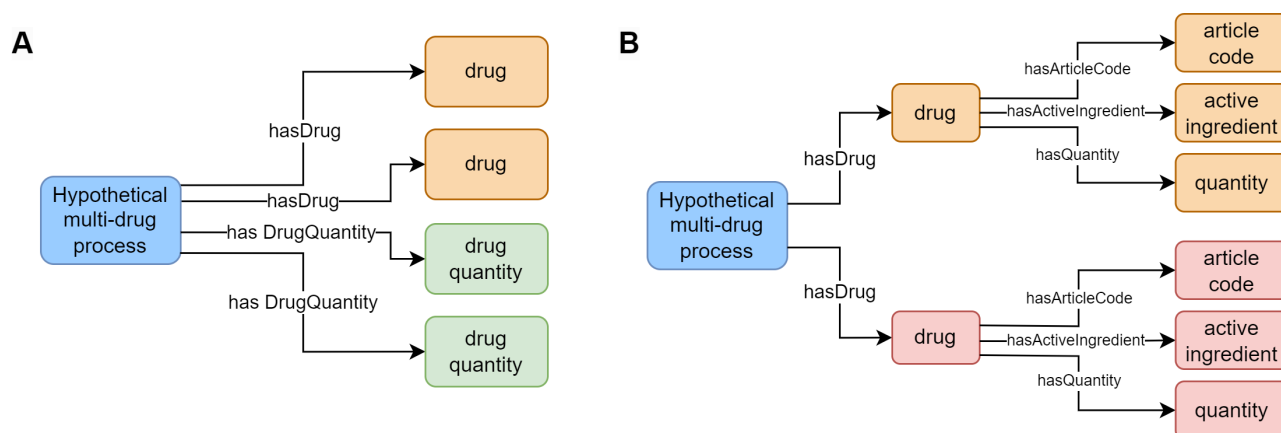 A
Hypothetical
multi-drug
process
hasDrug
hasDrug
has DrugQuantity
has DrugQuantity
drug
drug
drug
quantity
drug
quantity
B
Hypothetical
multi-drug
process
hasDrug
drug
hasArticleCode
hasActiveIngredient
hasQuantity
article
code
active
ingredient
quantity
hasDrug
drug
hasArticleCode
hasActiveIngredient
hasQuantity
article
code
active
ingredient
quantity